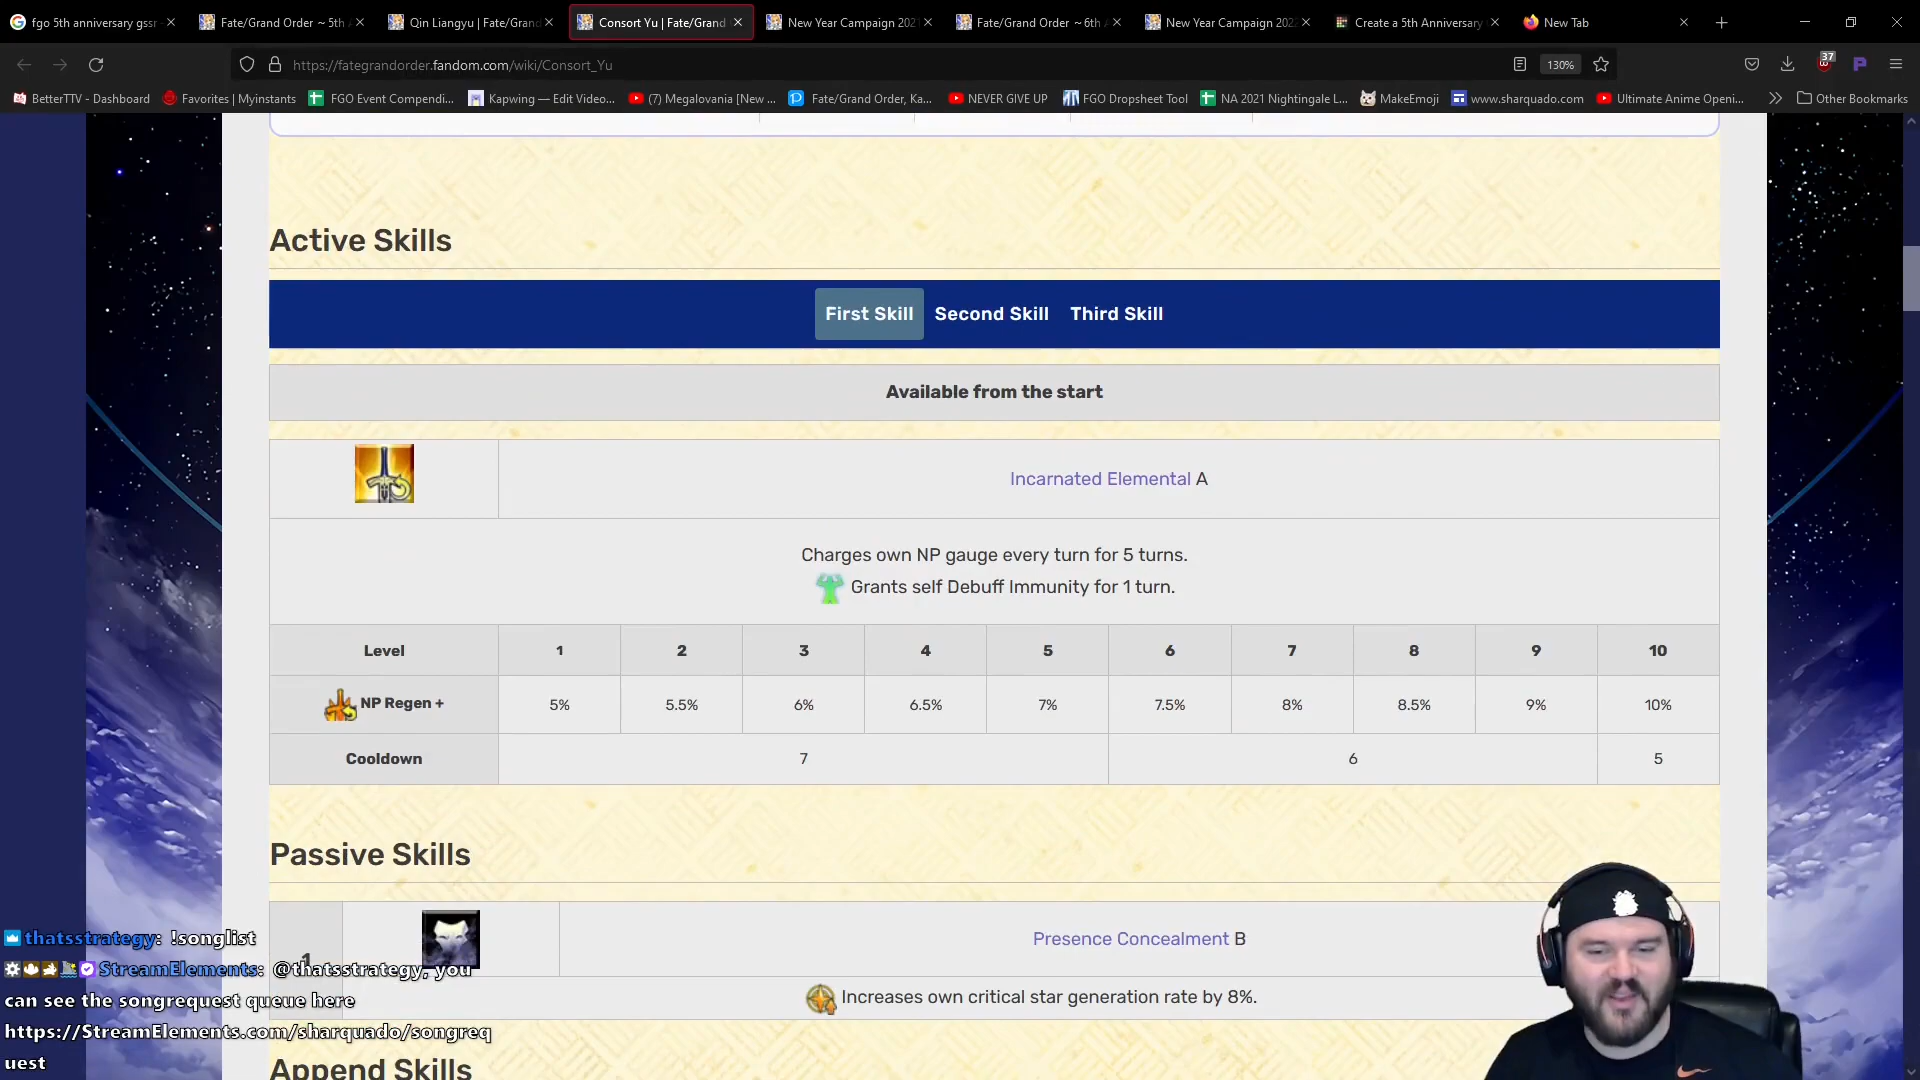 fgo 5th anniversary gssr
Fate/Grand Order ~ 5th A
Qin Liangyu | Fate/Grand
Consort Yu | Fate/Grand
New Year Campaign 2021
Fate/Grand Order ~ 6th A
New Year Campaign 202
Create a 5th Anniversary
New Tab
https://fategrandorder.fandom.com/wiki/Consort_Yu
130%
37
BetterTTV - Dashboard
Favorites | Myinstants
FGO Event Compendi...
Kapwing — Edit Video...
(7) Megalovania [New ...
Fate/Grand Order, Ka...
NEVER GIVE UP
FGO Dropsheet Tool
NA 2021 Nightingale L...
MakeEmoji
www.sharquado.com
Ultimate Anime Openi...
Other Bookmarks
Active Skills
First Skill Second Skill Third Skill
Available from the start
Incarnated Elemental A
Charges own NP gauge every turn for 5 turns.
Grants self Debuff Immunity for 1 turn.
Level 1 2 3 4 5 6 7 8 9 10
NP Regen + 5% 5.5% 6% 6.5% 7% 7.5% 8% 8.5% 9% 10%
Cooldown 7 6 5
Passive Skills
1
Presence Concealment B
Increases own critical star generation rate by 8%.
Append Skills
thatsstrategy: !songlist
StreamElements: @thatsstrategy, you
can see the songrequest queue here
https://StreamElements.com/sharquado/songreq
uest